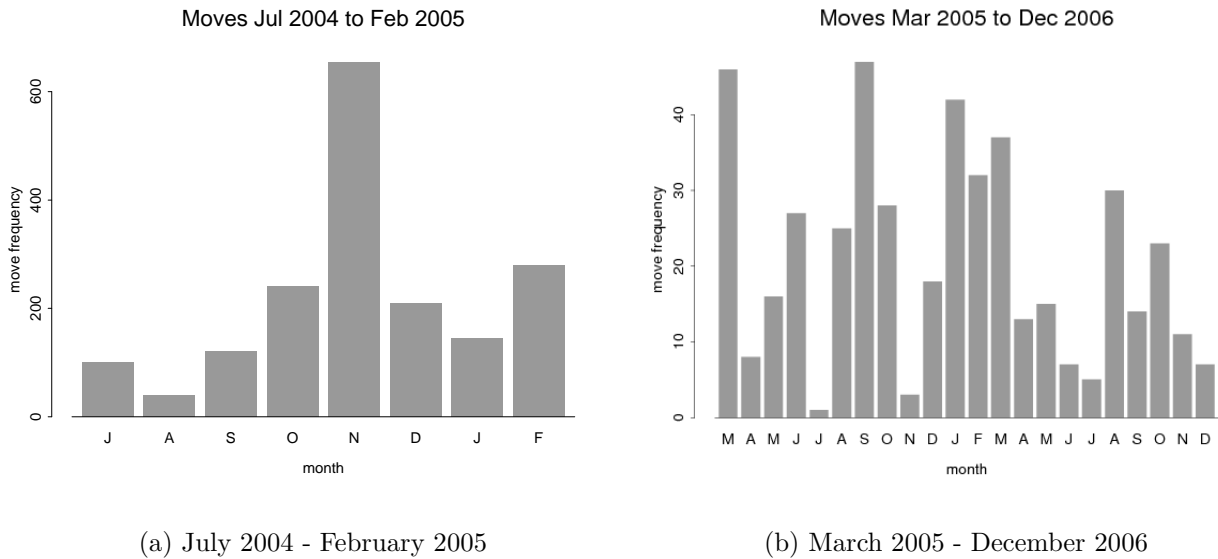 Moves Jul 2004 to Feb 2005
move frequency
600
400
200
0
J A S O N D J F
month
(a) July 2004 - February 2005
Moves Mar 2005 to Dec 2006
move frequency
40
30
20
10
0
M A M J J A S O N D J F M A M J J A S O N D
month
(b) March 2005 - December 2006